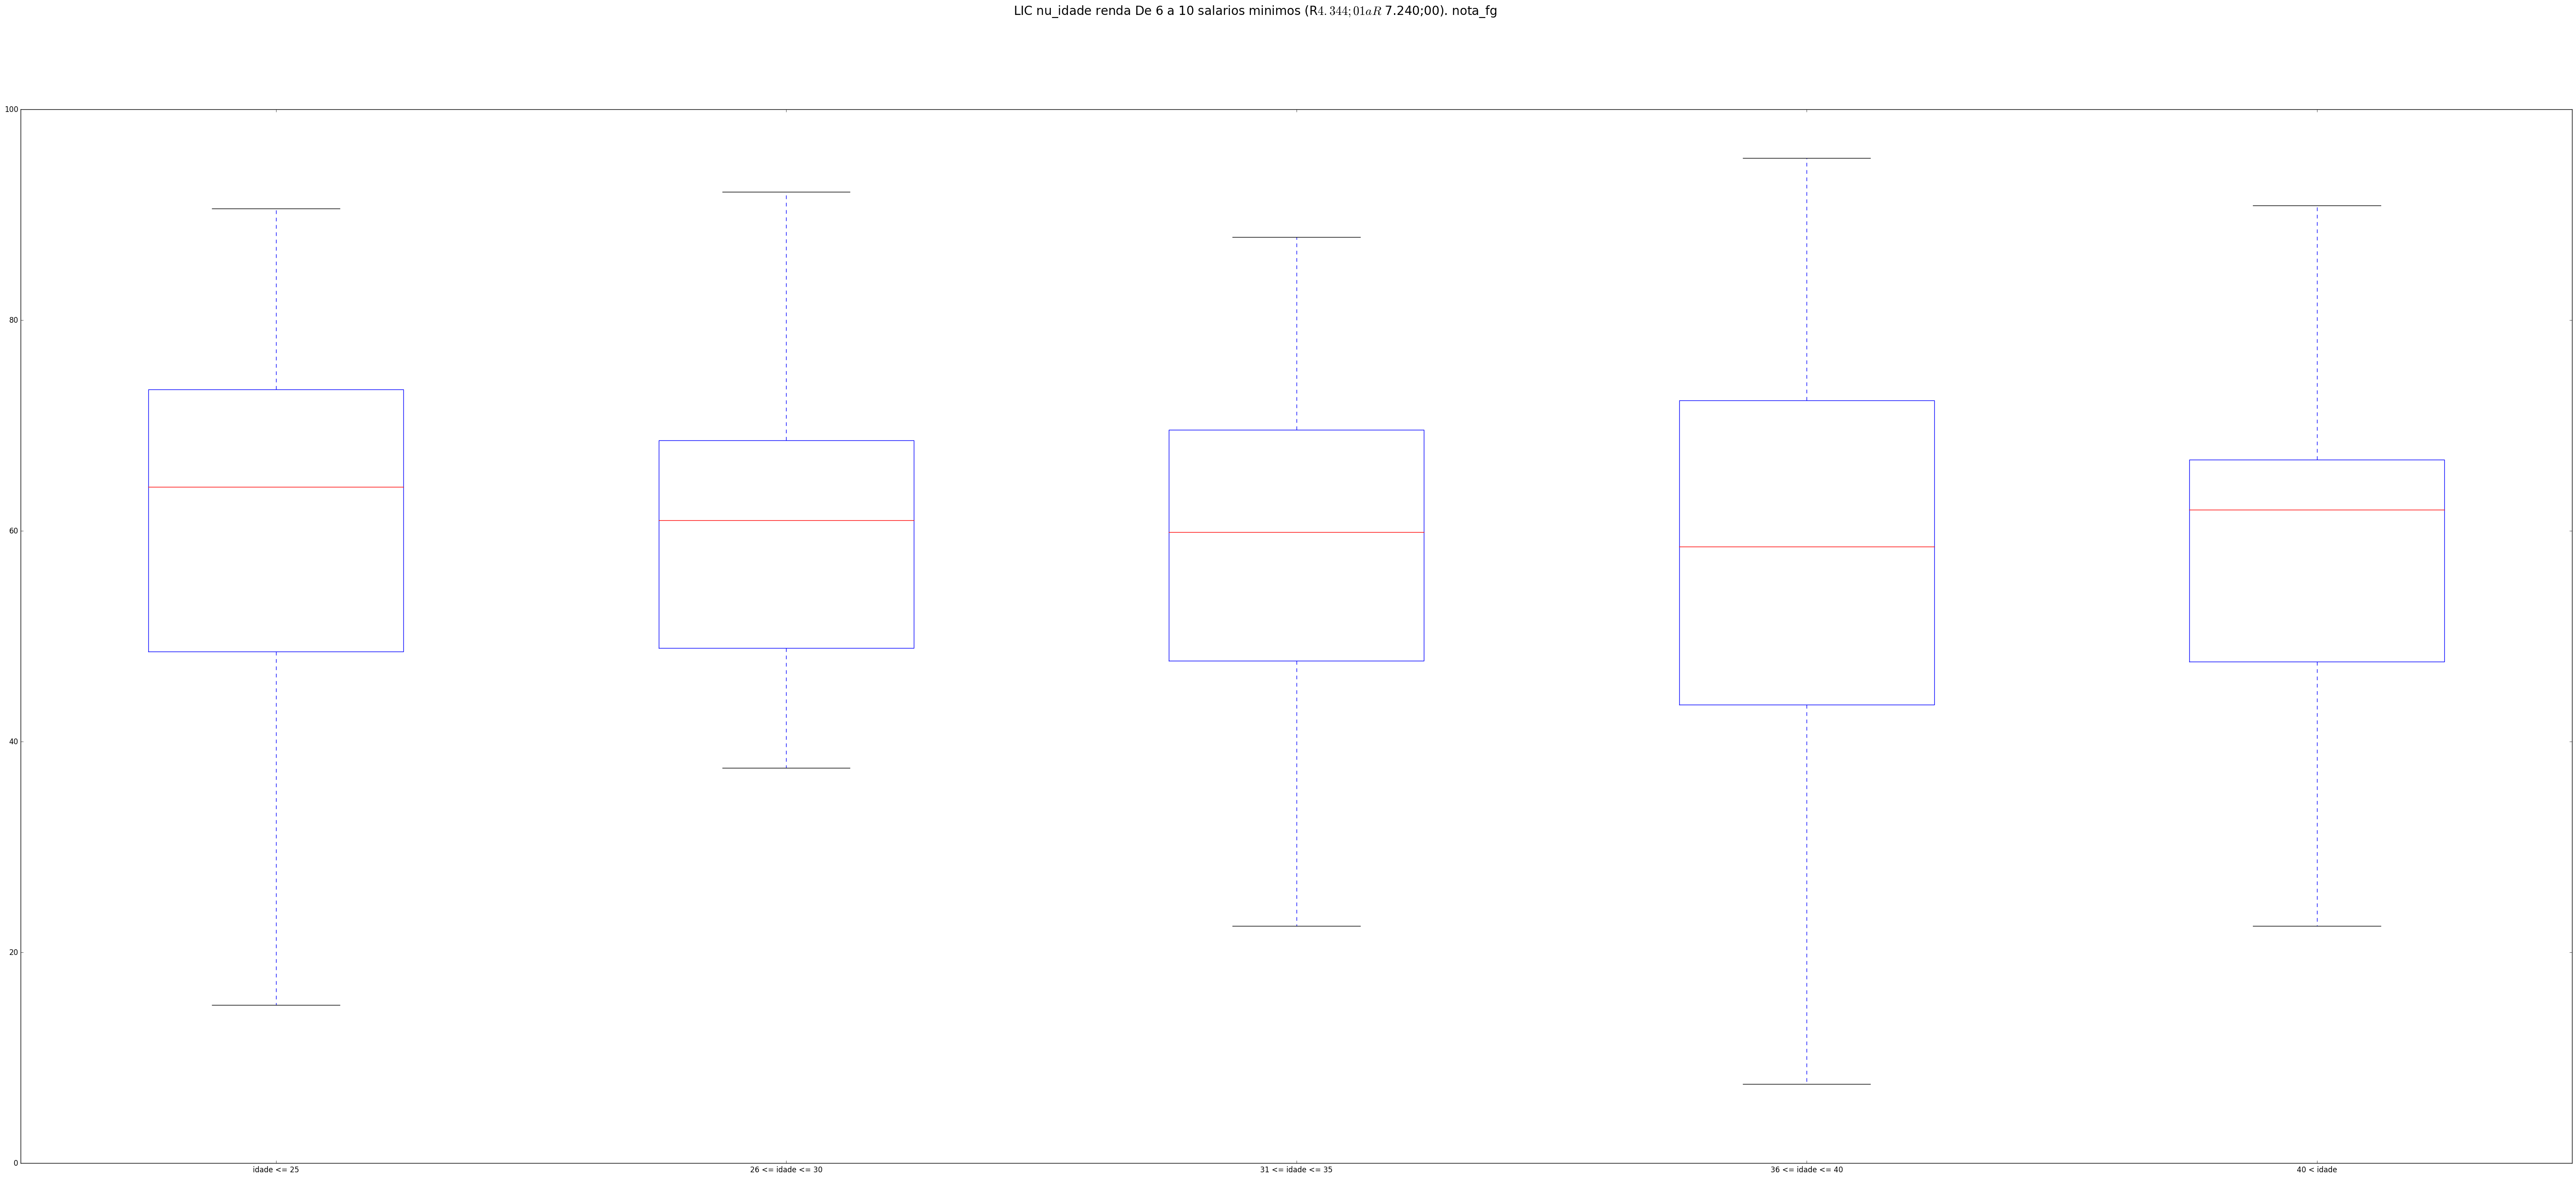 LIC nu_idade renda De 6 a 10 salarios minimos (R4.344;01aR 7.240;00). nota_fg
100
80
60
40
20
0
idade <= 25
26 <= idade <= 30
31 <= idade <= 35
36 <= idade <= 40
40 < idade